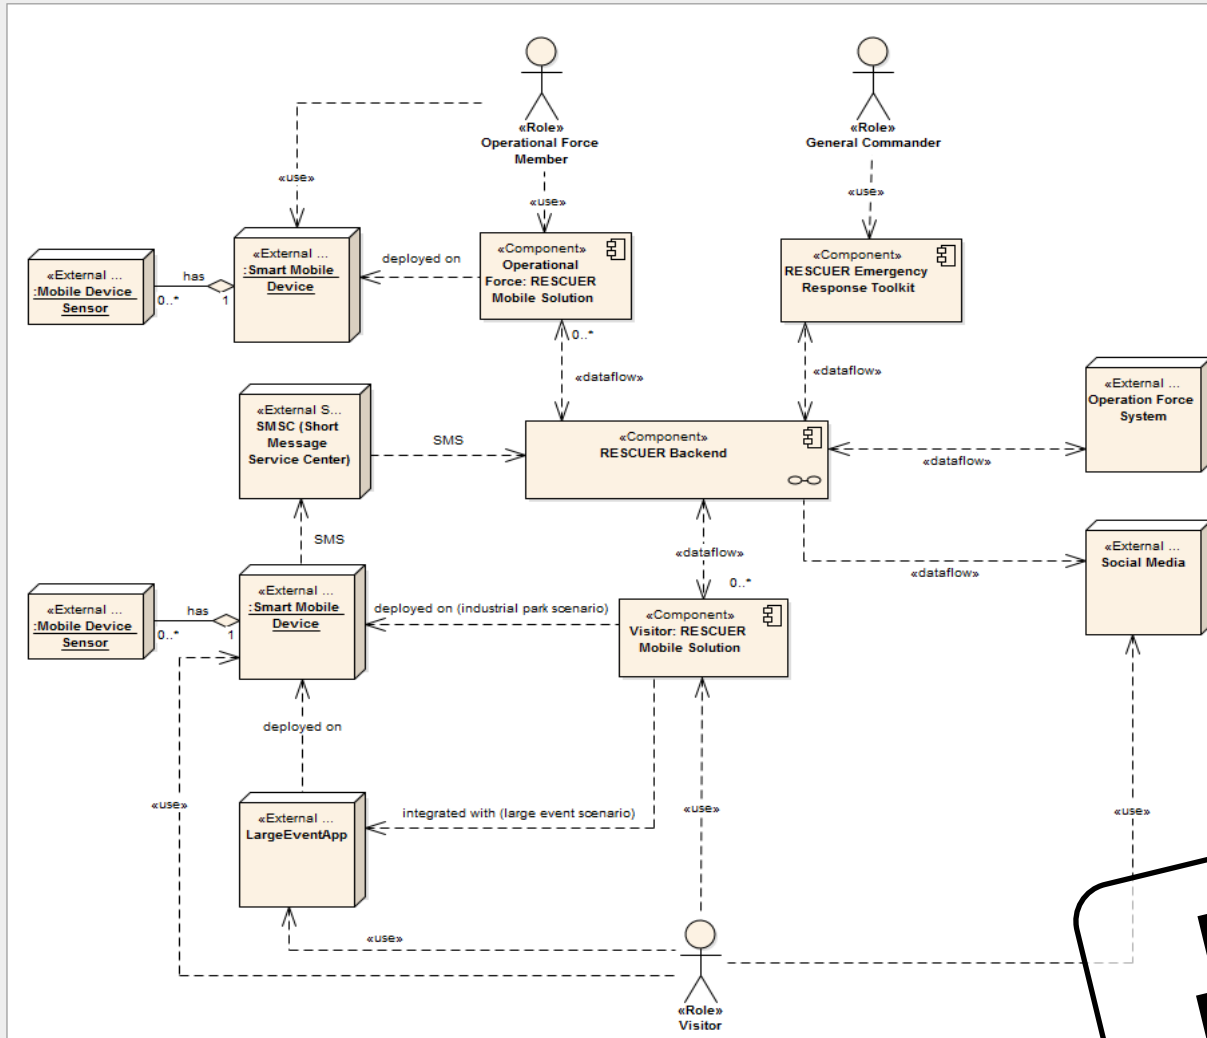 «Role»
Operational Force
Member
«Role»
General Commander
«use»
«use»
«use»
«External ...
:Smart Mobile
Device
«Component»
Operational
Force: RESCUER
Mobile Solution
«Component»
RESCUER Emergency
Response Toolkit
«External ...
:Mobile Device
Sensor
has
0..*
1
deployed on
0..*
«dataflow»
«dataflow»
«External S...
SMSC (Short
Message
Service Center)
SMS
«Component»
RESCUER Backend
«External ...
Operation Force
System
«dataflow»
SMS
«dataflow»
0..*
«dataflow»
«External ...
Social Media
«External ...
:Mobile Device
Sensor
has
0..*
1
«External ...
:Smart Mobile
Device
deployed on (industrial park scenario)
«Component»
Visitor: RESCUER
Mobile Solution
deployed on
«use»
«External ...
LargeEventApp
integrated with (large event scenario)
«use»
«use»
«use»
«Role»
Visitor